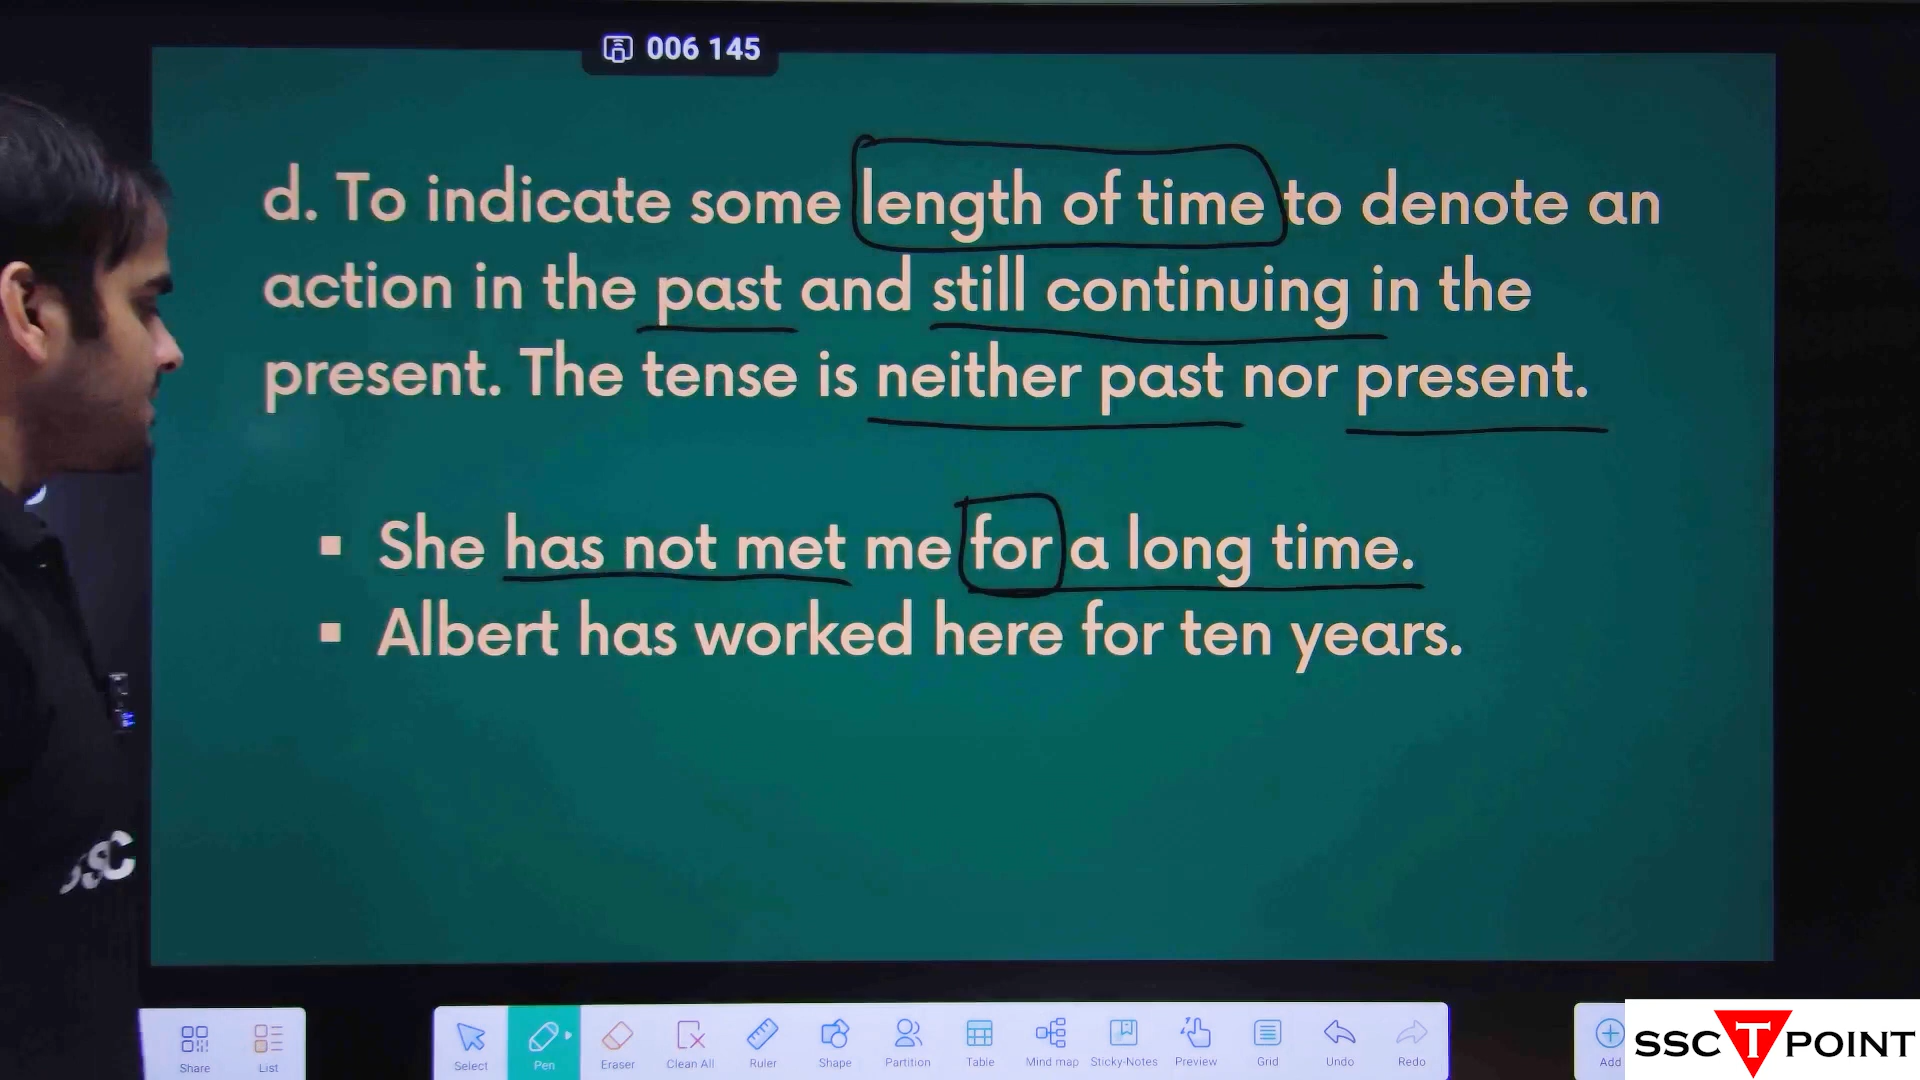 006 145
d. To indicate some length of time to denote an
action in the past and still continuing in the
present. The tense is neither past nor present.
▪ She has not met me for a long time.
▪ Albert has worked here for ten years.
SSC
Share List Select Pen Eraser Clean All Ruler Shape Partition Table Mind map Sticky-Notes Preview Grid Undo Redo Add
SSC T POINT